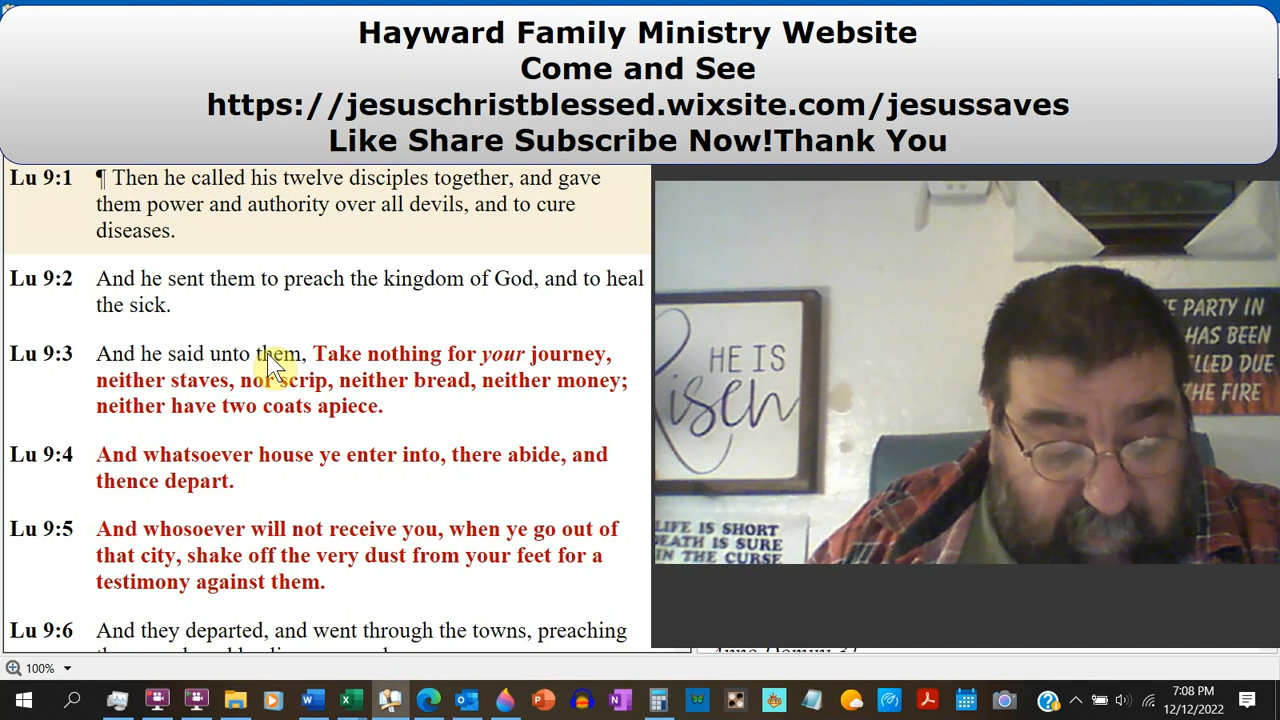 Hayward Family Ministry Website
Come and See
https://jesuschristblessed.wixsite.com/jesussaves
Like Share Subscribe Now!Thank You
Lu 9:1 ¶ Then he called his twelve disciples together, and gave
them power and authority over all devils, and to cure
diseases.
Lu 9:2 And he sent them to preach the kingdom of God, and to heal
the sick.
Lu 9:3 And he said unto them, Take nothing for your journey,
neither staves, nor scrip, neither bread, neither money;
neither have two coats apiece.
Lu 9:4 And whatsoever house ye enter into, there abide, and
thence depart.
Lu 9:5 And whosoever will not receive you, when ye go out of
that city, shake off the very dust from your feet for a
testimony against them.
Lu 9:6 And they departed, and went through the towns, preaching
HE IS
Risen
PARTY IN
HAS BEEN
DUE
THE FIRE
LIFE IS SHORT
DEATH IS SURE
IN THE CURSE
100%
7:08 PM
12/12/2022